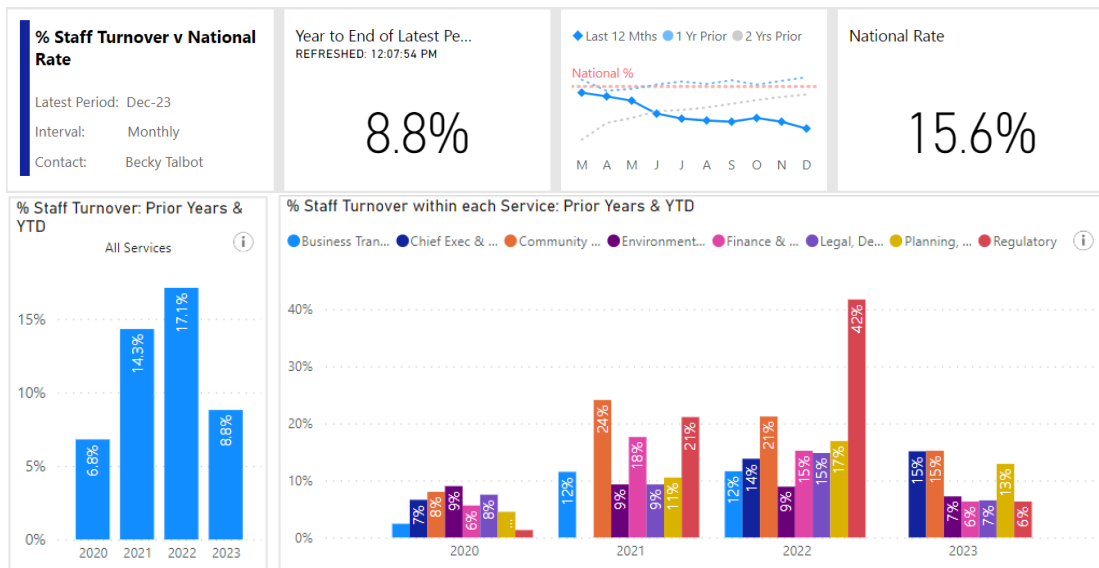 % Staff Turnover v National
Rate
Latest Period: Dec-23
Interval: Monthly
Contact: Becky Talbot
Year to End of Latest Pe...
REFRESHED: 12:07:54 PM
8.8%
Last 12 Mths 1 Yr Prior 2 Yrs Prior
National %
M A M J J A S O N D
National Rate
15.6%
% Staff Turnover: Prior Years &
YTD
All Services
15%
10%
5%
0%
6.8%
14.3%
17.1%
8.8%
2020 2021 2022 2023
% Staff Turnover within each Service: Prior Years & YTD
Business Tran... Chief Exec & ... Community ... Environment... Finance & ... Legal, De... Planning, ... Regulatory
40%
30%
20%
10%
0%
7% 8% 9% 6% 8% ...
12% 24% 9% 18% 9% 11% 21%
12% 14% 21% 9% 15% 15% 17% 42%
15% 15% 7% 6% 7% 13% 6%
2020 2021 2022 2023